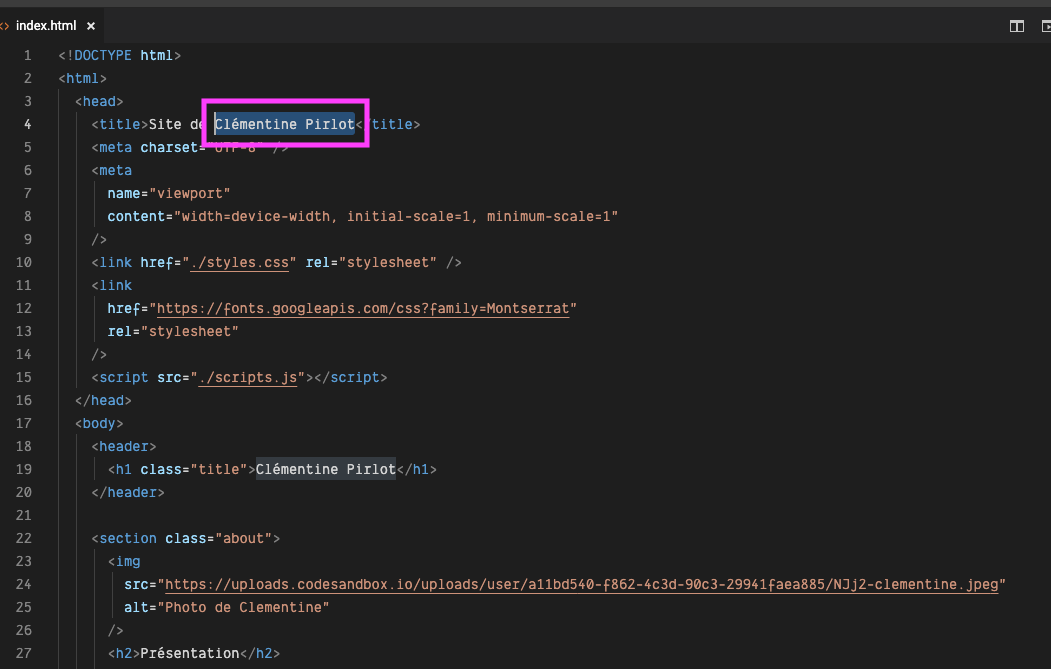 <> index.html ×
1 <!DOCTYPE html>
2 <html>
3 <head>
4 <title>Site de Clémentine Pirlot</title>
5 <meta charset="UTF-8" />
6 <meta
7 name="viewport"
8 content="width=device-width, initial-scale=1, minimum-scale=1"
9 />
10 <link href="./styles.css" rel="stylesheet" />
11 <link
12 href="https://fonts.googleapis.com/css?family=Montserrat"
13 rel="stylesheet"
14 />
15 <script src="./scripts.js"></script>
16 </head>
17 <body>
18 <header>
19 <h1 class="title">Clémentine Pirlot</h1>
20 </header>
21
22 <section class="about">
23 <img
24 src="https://uploads.codesandbox.io/uploads/user/a11bd540-f862-4c3d-90c3-29941faea885/NJj2-clementine.jpeg"
25 alt="Photo de Clementine"
26 />
27 <h2>Présentation</h2>